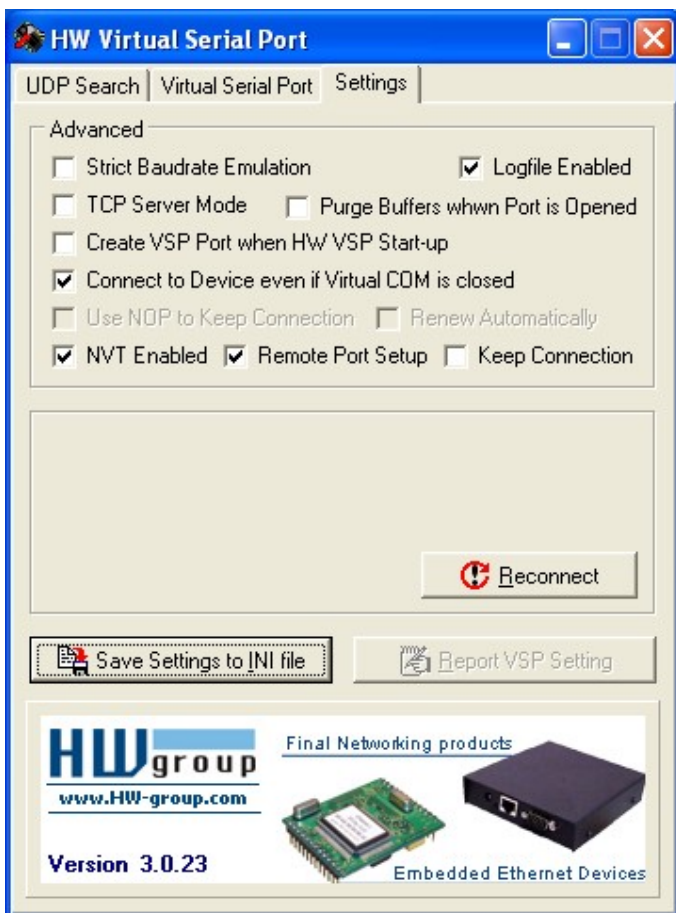 HW Virtual Serial Port
UDP Search Virtual Serial Port Settings
Advanced
Strict Baudrate Emulation Logfile Enabled
TCP Server Mode Purge Buffers whwn Port is Opened
Create VSP Port when HW VSP Start-up
Connect to Device even if Virtual COM is closed
Use NOP to Keep Connection Renew Automatically
NVT Enabled Remote Port Setup Keep Connection
Reconnect
Save Settings to INI file Report VSP Setting
HWgroup
www.HW-group.com
Final Networking products
Version 3.0.23
Embedded Ethernet Devices